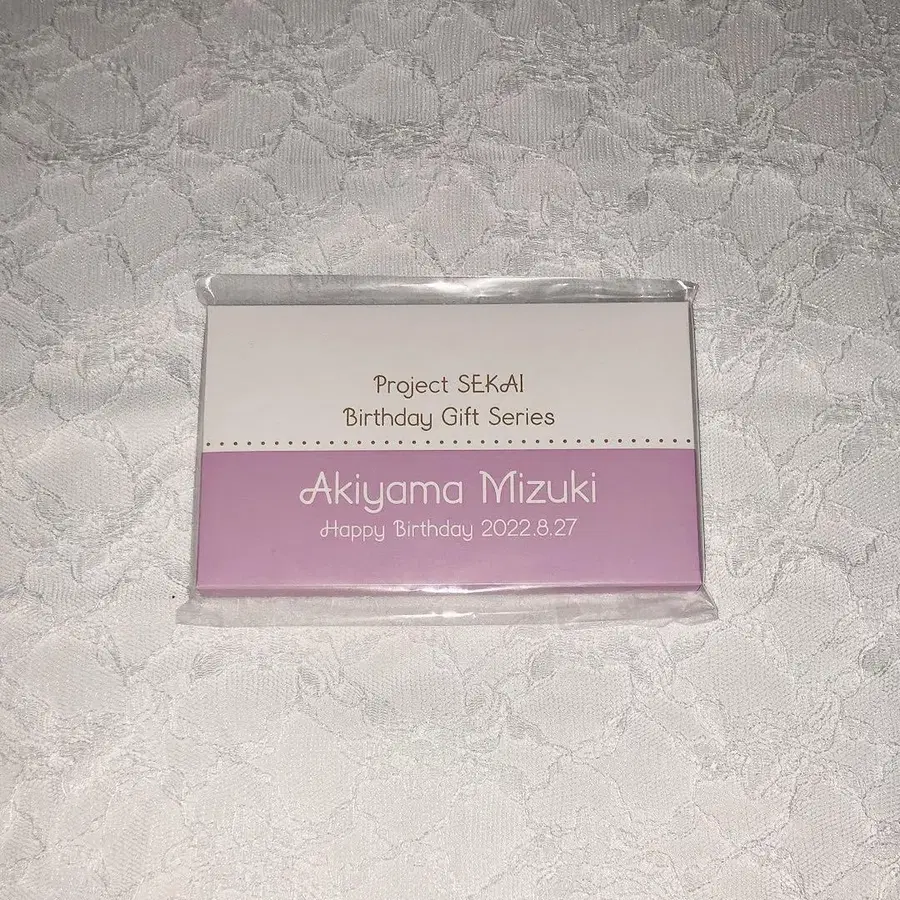 Project SEKAI
Birthday Gift Series
Akiyama Mizuki
Happy Birthday 2022.8.27